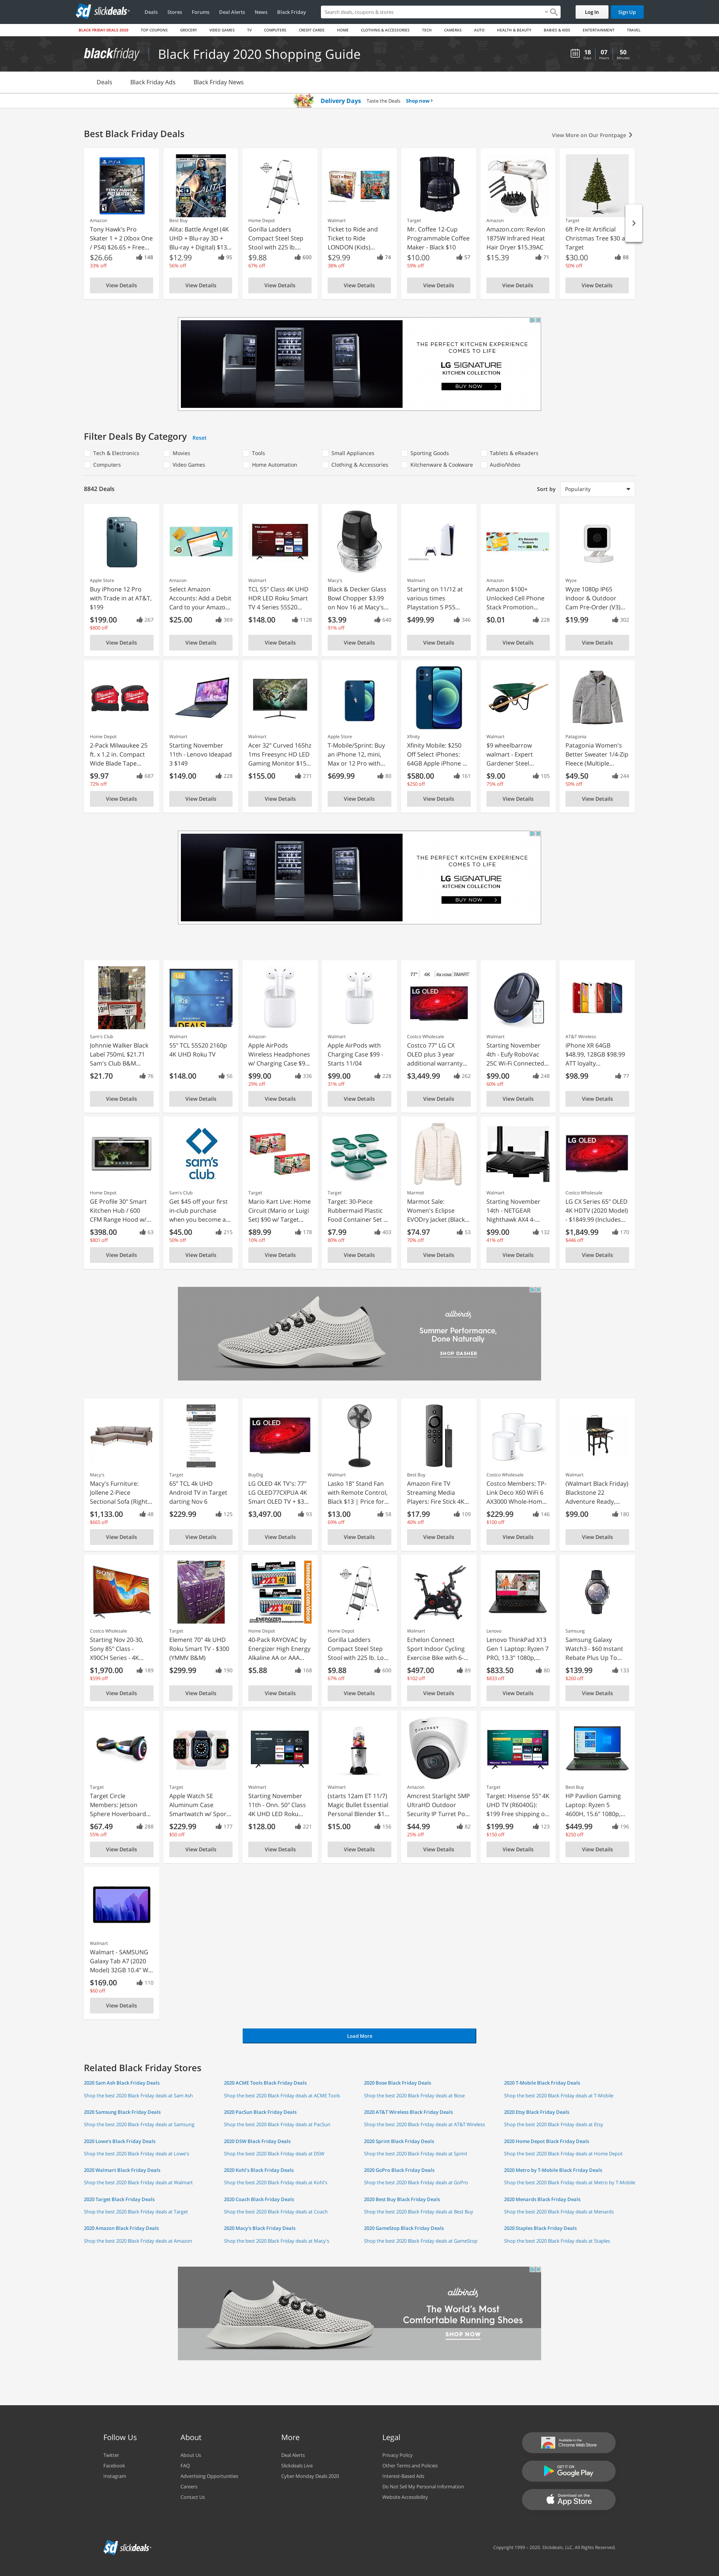 slickdeals
Deals Stores Forums Deal Alerts News Black Friday
Search deals, coupons & stores
Log In Sign Up
BLACK FRIDAY DEALS 2020 TOP COUPONS GROCERY VIDEO GAMES TV COMPUTERS CREDIT CARDS HOME CLOTHING & ACCESSORIES TECH CAMERAS AUTO HEALTH & BEAUTY BABIES & KIDS ENTERTAINMENT TRAVEL
blackfriday Black Friday 2020 Shopping Guide
18 07 50
Days Hours Minutes
Deals Black Friday Ads Black Friday News
Delivery Days Taste the Deals Shop now
Best Black Friday Deals
View More on Our Frontpage
Amazon
Tony Hawk's Pro
Skater 1 + 2 (Xbox One
/ PS4) $26.65 + Free...
$26.66 148
33% off
View Details
Best Buy
Alita: Battle Angel (4K
UHD + Blu-ray 3D +
Blu-ray + Digital) $13...
$12.99 95
56% off
View Details
Home Depot
Gorilla Ladders
Compact Steel Step
Stool with 225 lb....
$9.88 600
67% off
View Details
Walmart
Ticket to Ride and
Ticket to Ride
LONDON (Kids)...
$29.99 74
38% off
View Details
Target
Mr. Coffee 12-Cup
Programmable Coffee
Maker - Black $10
$10.00 57
59% off
View Details
Amazon
Amazon.com: Revlon
1875W Infrared Heat
Hair Dryer $15.39AC
$15.39 71
View Details
Target
6ft Pre-lit Artificial
Christmas Tree $30 a
Target
$30.00 88
50% off
View Details
THE PERFECT KITCHEN EXPERIENCE
COMES TO LIFE
LG SIGNATURE
KITCHEN COLLECTION
BUY NOW
Filter Deals By Category Reset
Tech & Electronics Movies Tools Small Appliances Sporting Goods Tablets & eReaders
Computers Video Games Home Automation Clothing & Accessories Kitchenware & Cookware Audio/Video
8842 Deals
Sort by Popularity
Apple Store
Buy iPhone 12 Pro
with Trade in at AT&T,
$199
$199.00 267
$800 off
View Details
Amazon
Select Amazon
Accounts: Add a Debit
Card to your Amazo...
$25.00 369
View Details
Walmart
TCL 55" Class 4K UHD
HDR LED Roku Smart
TV 4 Series 55S20...
$148.00 1128
View Details
Macy's
Black & Decker Glass
Bowl Chopper $3.99
on Nov 16 at Macy's...
$3.99 640
91% off
View Details
Walmart
Starting on 11/12 at
various times
Playstation 5 PS5...
$499.99 346
View Details
Amazon
Amazon $100+
Unlocked Cell Phone
Stack Promotion...
$0.01 228
View Details
Wyze
Wyze 1080p IP65
Indoor & Outdoor
Cam Pre-Order (V3)...
$19.99 302
View Details
Home Depot
2-Pack Milwaukee 25
ft. x 1.2 in. Compact
Wide Blade Tape...
$9.97 687
72% off
View Details
Walmart
Starting November
11th - Lenovo Ideapad
3 $149
$149.00 228
View Details
Walmart
Acer 32" Curved 165hz
1ms Freesync HD LED
Gaming Monitor $15...
$155.00 271
View Details
Apple Store
T-Mobile/Sprint: Buy
an iPhone 12, mini,
Max or 12 Pro with...
$699.99 80
View Details
Xfinity
Xfinity Mobile: $250
Off Select iPhones:
64GB Apple iPhone ...
$580.00 161
$250 off
View Details
Walmart
$9 wheelbarrow
walmart - Expert
Gardener Steel...
$9.00 105
75% off
View Details
Patagonia
Patagonia Women's
Better Sweater 1/4-Zip
Fleece (Multiple...
$49.50 244
50% off
View Details
THE PERFECT KITCHEN EXPERIENCE
COMES TO LIFE
LG SIGNATURE
KITCHEN COLLECTION
BUY NOW
Sam's Club
Johnnie Walker Black
Label 750mL $21.71
Sam's Club B&M...
$21.70 76
View Details
Walmart
55" TCL 55S20 2160p
4K UHD Roku TV
$148.00 56
View Details
Amazon
Apple AirPods
Wireless Headphones
w/ Charging Case $9...
$99.00 336
29% off
View Details
Walmart
Apple AirPods with
Charging Case $99 -
Starts 11/04
$99.00 228
31% off
View Details
77" 4K SMART
LG OLED
Costco Wholesale
Costco 77" LG CX
OLED plus 3 year
additional warranty...
$3,449.99 262
View Details
Walmart
Starting November
4th - Eufy RoboVac
25C Wi-Fi Connected...
$99.00 248
60% off
View Details
AT&T Wireless
iPhone XR 64GB
$48.99, 128GB $98.99
ATT loyalty...
$98.99 77
View Details
Home Depot
GE Profile 30" Smart
Kitchen Hub / 600
CFM Range Hood w/...
$398.00 63
$801 off
View Details
sam's club
Sam's Club
Get $45 off your first
in-club purchase
when you become a...
$45.00 215
50% off
View Details
Target
Mario Kart Live: Home
Circuit (Mario or Luigi
Set) $90 w/ Target...
$89.99 178
10% off
View Details
Target
Target: 30-Piece
Rubbermaid Plastic
Food Container Set ...
$7.99 403
80% off
View Details
Marmot
Marmot Sale:
Women's Eclipse
EVODry Jacket (Black...
$74.97 53
70% off
View Details
Walmart
Starting November
14th - NETGEAR
Nighthawk AX4 4-...
$99.00 132
41% off
View Details
LG OLED
Costco Wholesale
LG CX Series 65" OLED
4K HDTV (2020 Model)
- $1849.99 (Includes...
$1,849.99 170
$446 off
View Details
allbirds
Summer Performance,
Done Naturally
SHOP DASHER
Macy's
Macy's Furniture:
Jollene 2-Piece
Sectional Sofa (Right...
$1,133.00 48
$665 off
View Details
Target
65" TCL 4k UHD
Android TV in Target
darting Nov 6
$229.99 125
View Details
LG OLED
BuyDig
LG OLED 4K TV's: 77"
LG OLED77CXPUA 4K
Smart OLED TV + $3...
$3,497.00 93
View Details
Walmart
Lasko 18" Stand Fan
with Remote Control,
Black $13 | Price for...
$13.00 58
69% off
View Details
Best Buy
Amazon Fire TV
Streaming Media
Players: Fire Stick 4K...
$17.99 109
40% off
View Details
Costco Wholesale
Costco Members: TP-
Link Deco X60 WiFi 6
AX3000 Whole-Hom...
$229.99 146
$100 off
View Details
Walmart
(Walmart Black Friday)
Blackstone 22
Adventure Ready,...
$99.00 180
View Details
SONY
Costco Wholesale
Starting Nov 20-30,
Sony 85" Class -
X90CH Series - 4K...
$1,970.00 189
$599 off
View Details
Target
Element 70" 4k UHD
Roku Smart TV - $300
(YMMV B&M)
$299.99 190
View Details
ENERGIZER
Home Depot
40-Pack RAYOVAC by
Energizer High Energy
Alkaline AA or AAA...
$5.88 168
View Details
Home Depot
Gorilla Ladders
Compact Steel Step
Stool with 225 lb. Lo...
$9.88 600
67% off
View Details
Walmart
Echelon Connect
Sport Indoor Cycling
Exercise Bike with 6-...
$497.00 89
$102 off
View Details
Lenovo
Lenovo ThinkPad X13
Gen 1 Laptop: Ryzen 7
PRO, 13.3" 1080p,...
$833.50 80
$833 off
View Details
Samsung
Samsung Galaxy
Watch3 - $60 Instant
Rebate Plus Up To...
$139.99 133
$260 off
View Details
Target
Target Circle
Members: Jetson
Sphere Hoverboard...
$67.49 288
55% off
View Details
Target
Apple Watch SE
Aluminum Case
Smartwatch w/ Spor...
$229.99 177
$50 off
View Details
Walmart
Starting November
11th - Onn. 50" Class
4K UHD LED Roku...
$128.00 221
View Details
Walmart
(starts 12am ET 11/7)
Magic Bullet Essential
Personal Blender $1...
$15.00 156
View Details
AMCREST
Amazon
Amcrest Starlight 5MP
UltraHD Outdoor
Security IP Turret Po...
$44.99 82
25% off
View Details
Target
Target: Hisense 55" 4K
UHD TV (R6040G):
$199 Free shipping o...
$199.99 123
$150 off
View Details
Best Buy
HP Pavilion Gaming
Laptop: Ryzen 5
4600H, 15.6" 1080p,...
$449.99 196
$250 off
View Details
Walmart
Walmart - SAMSUNG
Galaxy Tab A7 (2020
Model) 32GB 10.4" W...
$169.00 110
$60 off
View Details
Load More
Related Black Friday Stores
2020 Sam Ash Black Friday Deals 2020 ACME Tools Black Friday Deals 2020 Bose Black Friday Deals 2020 T-Mobile Black Friday Deals
Shop the best 2020 Black Friday deals at Sam Ash Shop the best 2020 Black Friday deals at ACME Tools Shop the best 2020 Black Friday deals at Bose Shop the best 2020 Black Friday deals at T-Mobile
2020 Samsung Black Friday Deals 2020 PacSun Black Friday Deals 2020 AT&T Wireless Black Friday Deals 2020 Etsy Black Friday Deals
Shop the best 2020 Black Friday deals at Samsung Shop the best 2020 Black Friday deals at PacSun Shop the best 2020 Black Friday deals at AT&T Wireless Shop the best 2020 Black Friday deals at Etsy
2020 Lowe's Black Friday Deals 2020 DSW Black Friday Deals 2020 Sprint Black Friday Deals 2020 Home Depot Black Friday Deals
Shop the best 2020 Black Friday deals at Lowe's Shop the best 2020 Black Friday deals at DSW Shop the best 2020 Black Friday deals at Sprint Shop the best 2020 Black Friday deals at Home Depot
2020 Walmart Black Friday Deals 2020 Kohl's Black Friday Deals 2020 GoPro Black Friday Deals 2020 Metro by T-Mobile Black Friday Deals
Shop the best 2020 Black Friday deals at Walmart Shop the best 2020 Black Friday deals at Kohl's Shop the best 2020 Black Friday deals at GoPro Shop the best 2020 Black Friday deals at Metro by T-Mobile
2020 Target Black Friday Deals 2020 Coach Black Friday Deals 2020 Best Buy Black Friday Deals 2020 Menards Black Friday Deals
Shop the best 2020 Black Friday deals at Target Shop the best 2020 Black Friday deals at Coach Shop the best 2020 Black Friday deals at Best Buy Shop the best 2020 Black Friday deals at Menards
2020 Amazon Black Friday Deals 2020 Macy's Black Friday Deals 2020 GameStop Black Friday Deals 2020 Staples Black Friday Deals
Shop the best 2020 Black Friday deals at Amazon Shop the best 2020 Black Friday deals at Macy's Shop the best 2020 Black Friday deals at GameStop Shop the best 2020 Black Friday deals at Staples
allbirds
The World's Most
Comfortable Running Shoes
SHOP NOW
Follow Us About More Legal
Twitter About Us Deal Alerts Privacy Policy
Facebook FAQ Slickdeals Live Other Terms and Policies
Instagram Advertising Opportunities Cyber Monday Deals 2020 Interest-Based Ads
Careers Do Not Sell My Personal Information
Contact Us Website Accessibility
Available in the
Chrome Web Store
GET IT ON
Google Play
Download on the
App Store
slickdeals
Copyright 1999 - 2020. Slickdeals, LLC. All Rights Reserved.